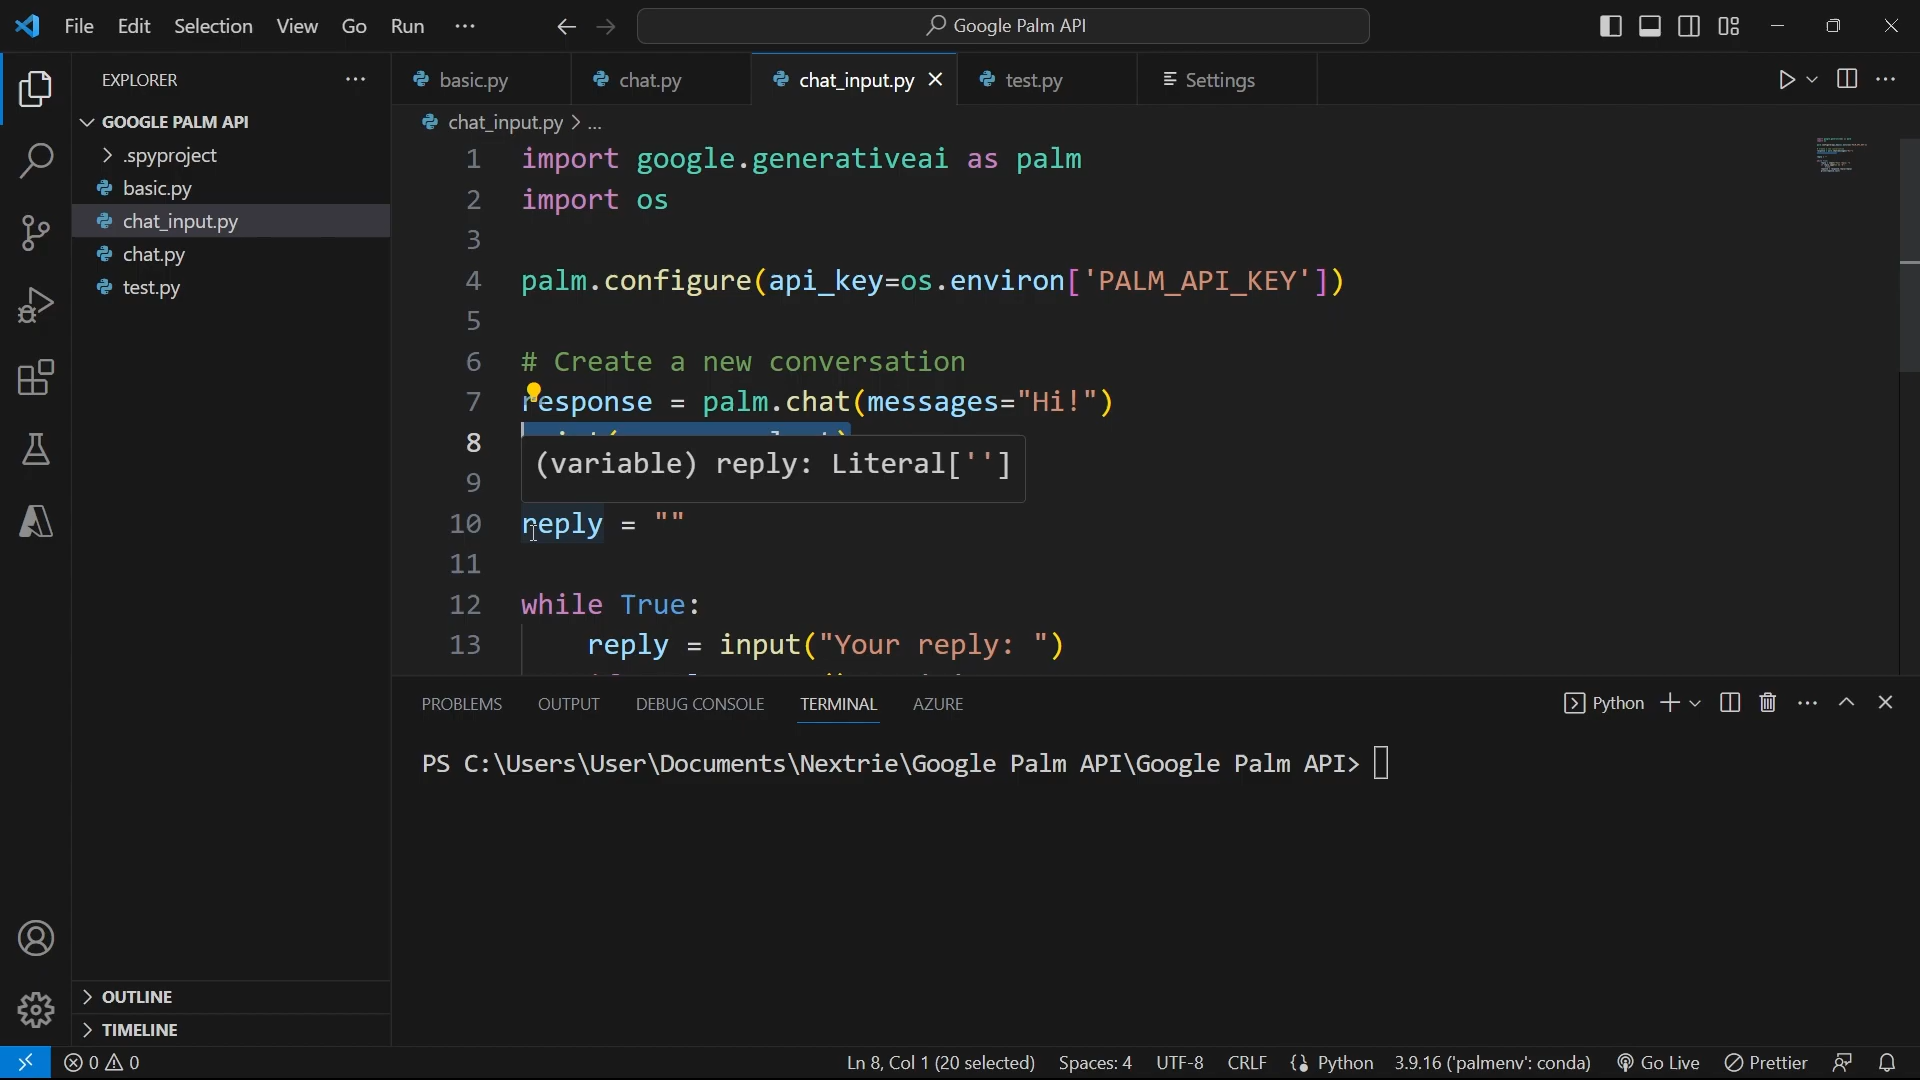 File Edit Selection View Go Run ···
Google Palm API
EXPLORER
GOOGLE PALM API
.spyproject
basic.py
chat_input.py
chat.py
test.py
OUTLINE
TIMELINE
basic.py chat.py chat_input.py test.py Settings
chat_input.py > ...
1 import google.generativeai as palm
2 import os
3
4 palm.configure(api_key=os.environ['PALM_API_KEY'])
5
6 # Create a new conversation
7 response = palm.chat(messages="Hi!")
8
(variable) reply: Literal['']
9
10 reply = ""
11
12 while True:
13 reply = input("Your reply: ")
PROBLEMS OUTPUT DEBUG CONSOLE TERMINAL AZURE Python
PS C:\Users\User\Documents\Nextrie\Google Palm API\Google Palm API>
0 0 Ln 8, Col 1 (20 selected) Spaces: 4 UTF-8 CRLF {} Python 3.9.16 ('palmenv': conda) Go Live Prettier